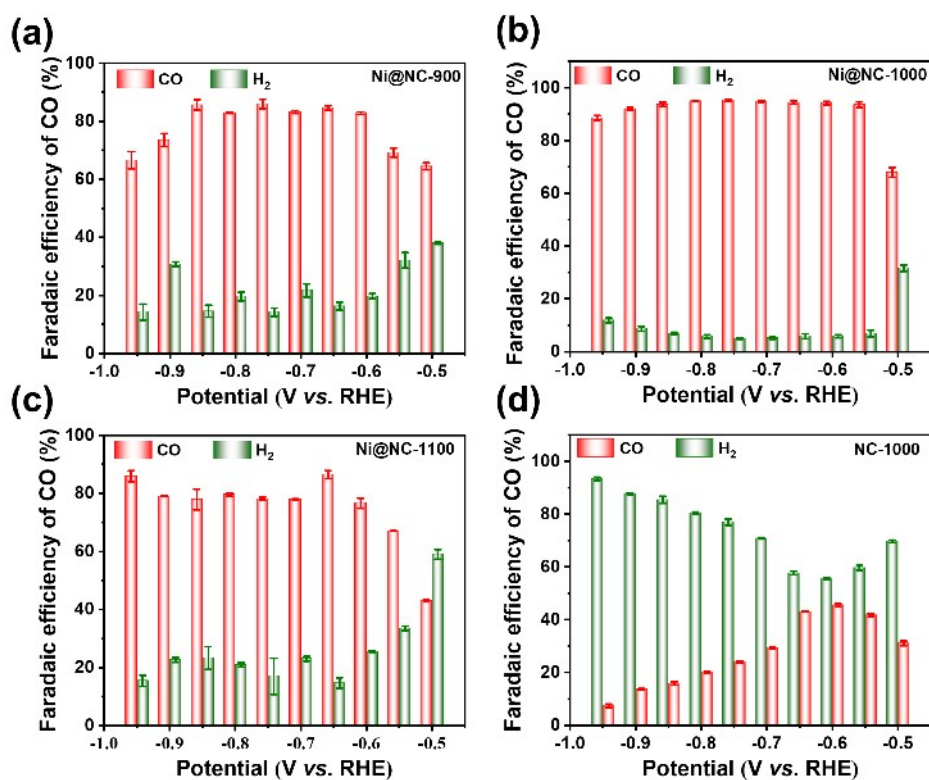 (a)
CO H₂ Ni@NC-900
Faradaic efficiency of CO (%)
100
80
60
40
20
0
-1.0 -0.9 -0.8 -0.7 -0.6 -0.5
Potential (V vs. RHE)
(b)
CO H₂ Ni@NC-1000
Faradaic efficiency of CO (%)
100
80
60
40
20
0
-1.0 -0.9 -0.8 -0.7 -0.6 -0.5
Potential (V vs. RHE)
(c)
CO H₂ Ni@NC-1100
Faradaic efficiency of CO (%)
100
80
60
40
20
0
-1.0 -0.9 -0.8 -0.7 -0.6 -0.5
Potential (V vs. RHE)
(d)
CO H₂ NC-1000
Faradaic efficiency of CO (%)
100
80
60
40
20
0
-1.0 -0.9 -0.8 -0.7 -0.6 -0.5
Potential (V vs. RHE)